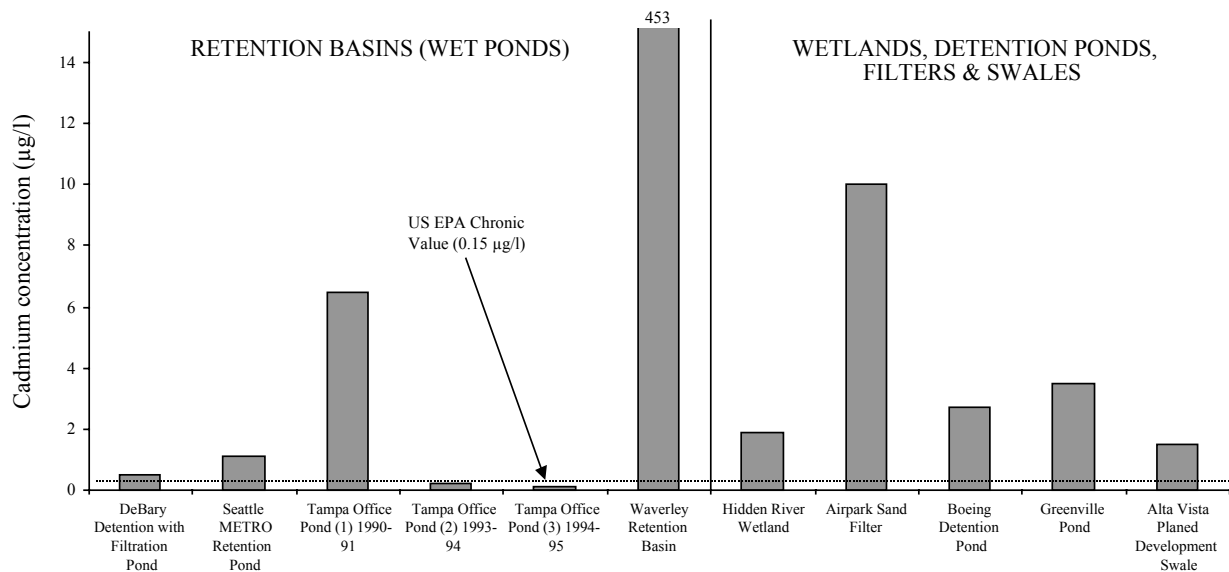 453
RETENTION BASINS (WET PONDS)
WETLANDS, DETENTION PONDS,
FILTERS & SWALES
Cadmium concentration (µg/l)
14
12
10
8
6
4
2
0
US EPA Chronic
Value (0.15 µg/l)
DeBary
Detention with
Filtration
Pond
Seattle
METRO
Retention
Pond
Tampa Office
Pond (1) 1990-
91
Tampa Office
Pond (2) 1993-
94
Tampa Office
Pond (3) 1994-
95
Waverley
Retention
Basin
Hidden River
Wetland
Airpark Sand
Filter
Boeing
Detention
Pond
Greenville
Pond
Alta Vista
Planed
Development
Swale